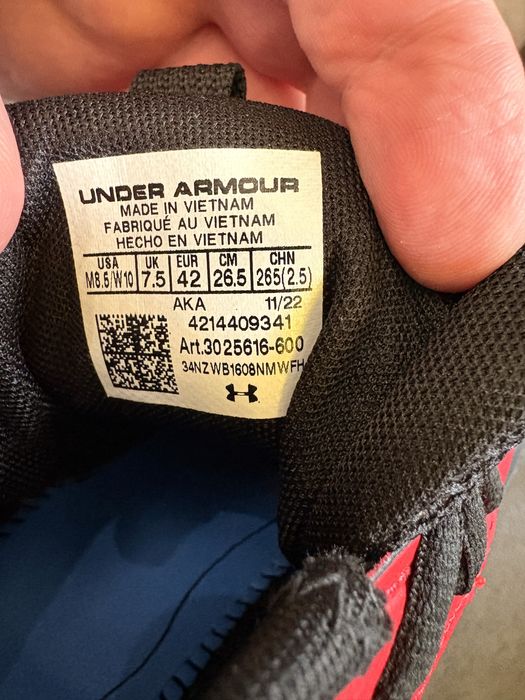 UNDER ARMOUR
MADE IN VIETNAM
FABRIQUÉ AU VIETNAM
HECHO EN VIETNAM
USA UK EUR CM CHN
M8.5/W10 7.5 42 26.5 265(2.5)
AKA 11/22
4214409341
Art.3025616-600
34NZWB1608NMWFH